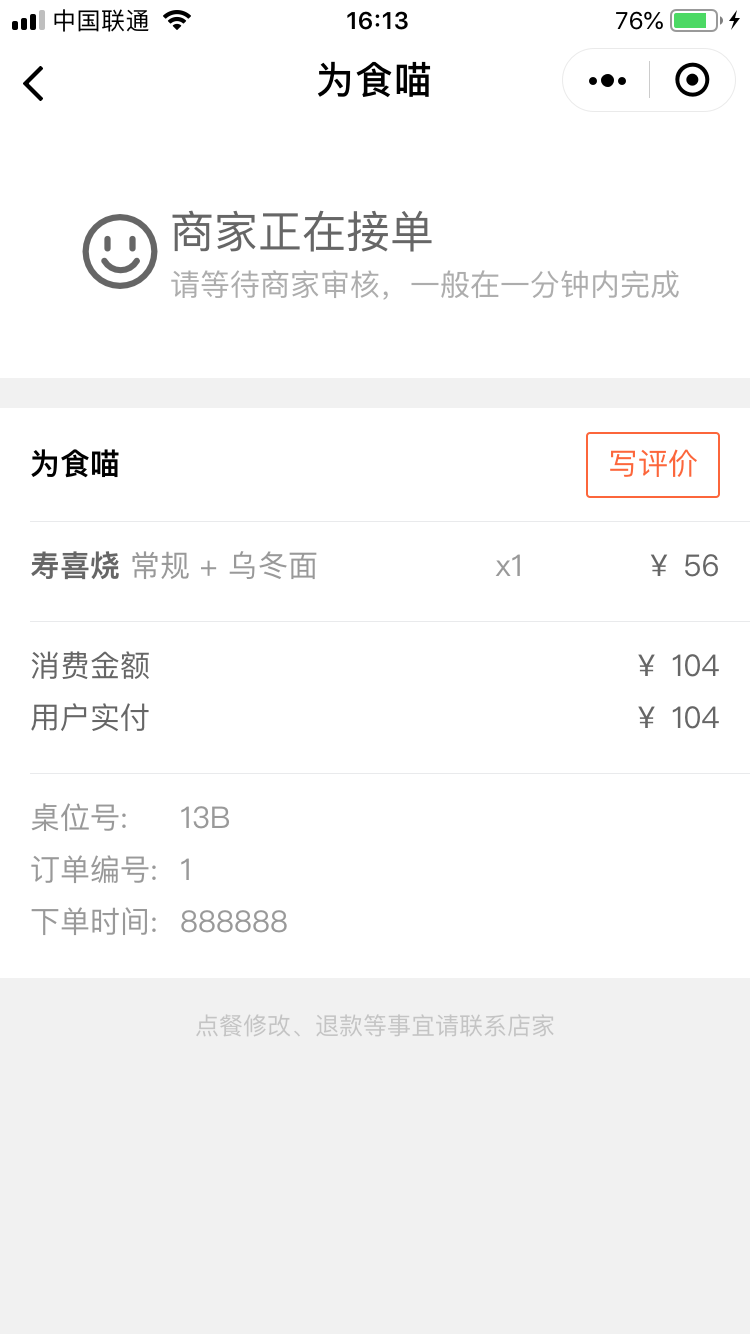 中国联通 16:13 76%
为食喵
商家正在接单
请等待商家审核，一般在一分钟内完成
为食喵 写评价
寿喜烧 常规 + 乌冬面 x1 ¥ 56
消费金额 ¥ 104
用户实付 ¥ 104
桌位号: 13B
订单编号: 1
下单时间: 888888
点餐修改、退款等事宜请联系店家